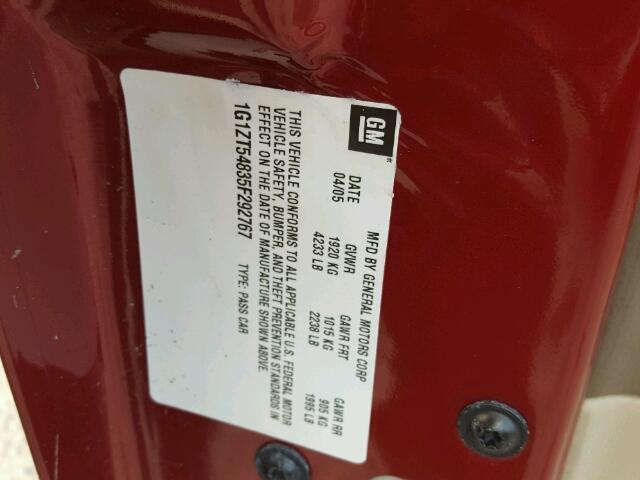 GM
MFD BY GENERAL MOTORS CORP
DATE GVWR GAWR FRT GAWR RR
04/05 1920 KG 1015 KG 905 KG
4233 LB 2238 LB 1995 LB
THIS VEHICLE CONFORMS TO ALL APPLICABLE U.S. FEDERAL MOTOR
VEHICLE SAFETY, BUMPER, AND THEFT PREVENTION STANDARDS IN
EFFECT ON THE DATE OF MANUFACTURE SHOWN ABOVE.
1G1ZT54835F292767 TYPE: PASS CAR